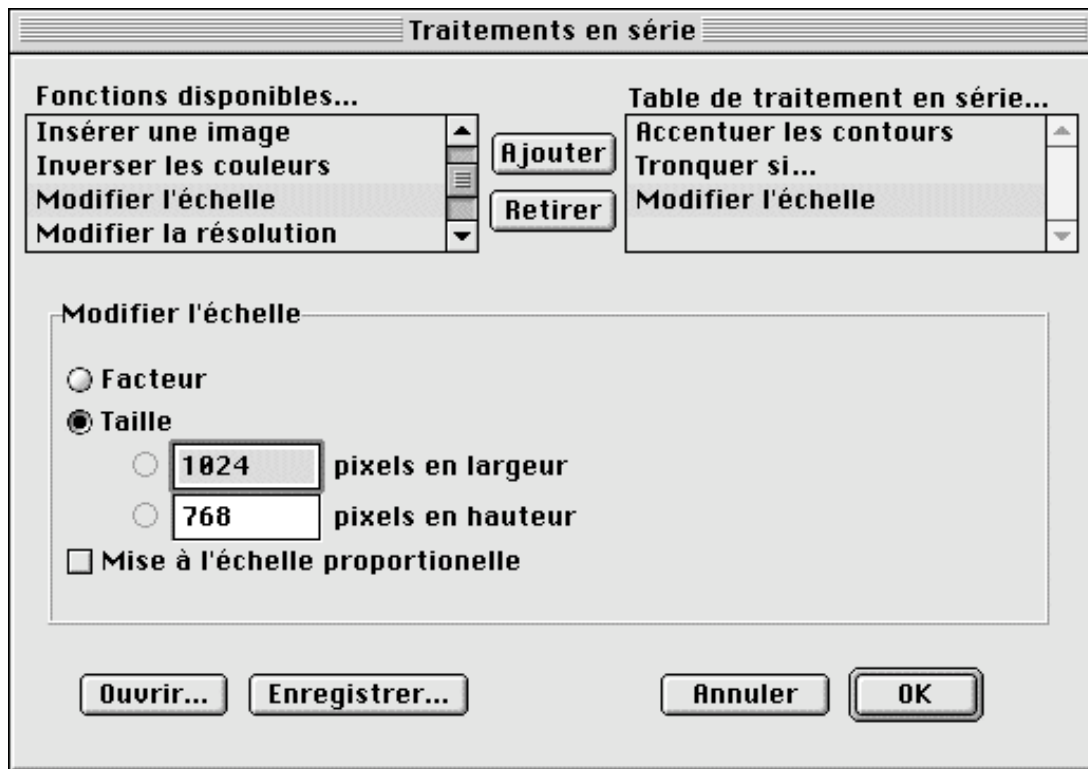 Traitements en série
Fonctions disponibles...
Insérer une image
Inverser les couleurs
Modifier l'échelle
Modifier la résolution
Ajouter
Retirer
Table de traitement en série...
Accentuer les contours
Tronquer si...
Modifier l'échelle
Modifier l'échelle
Facteur
Taille
1024 pixels en largeur
768 pixels en hauteur
Mise à l'échelle proportionelle
Ouvrir... Enregistrer... Annuler OK